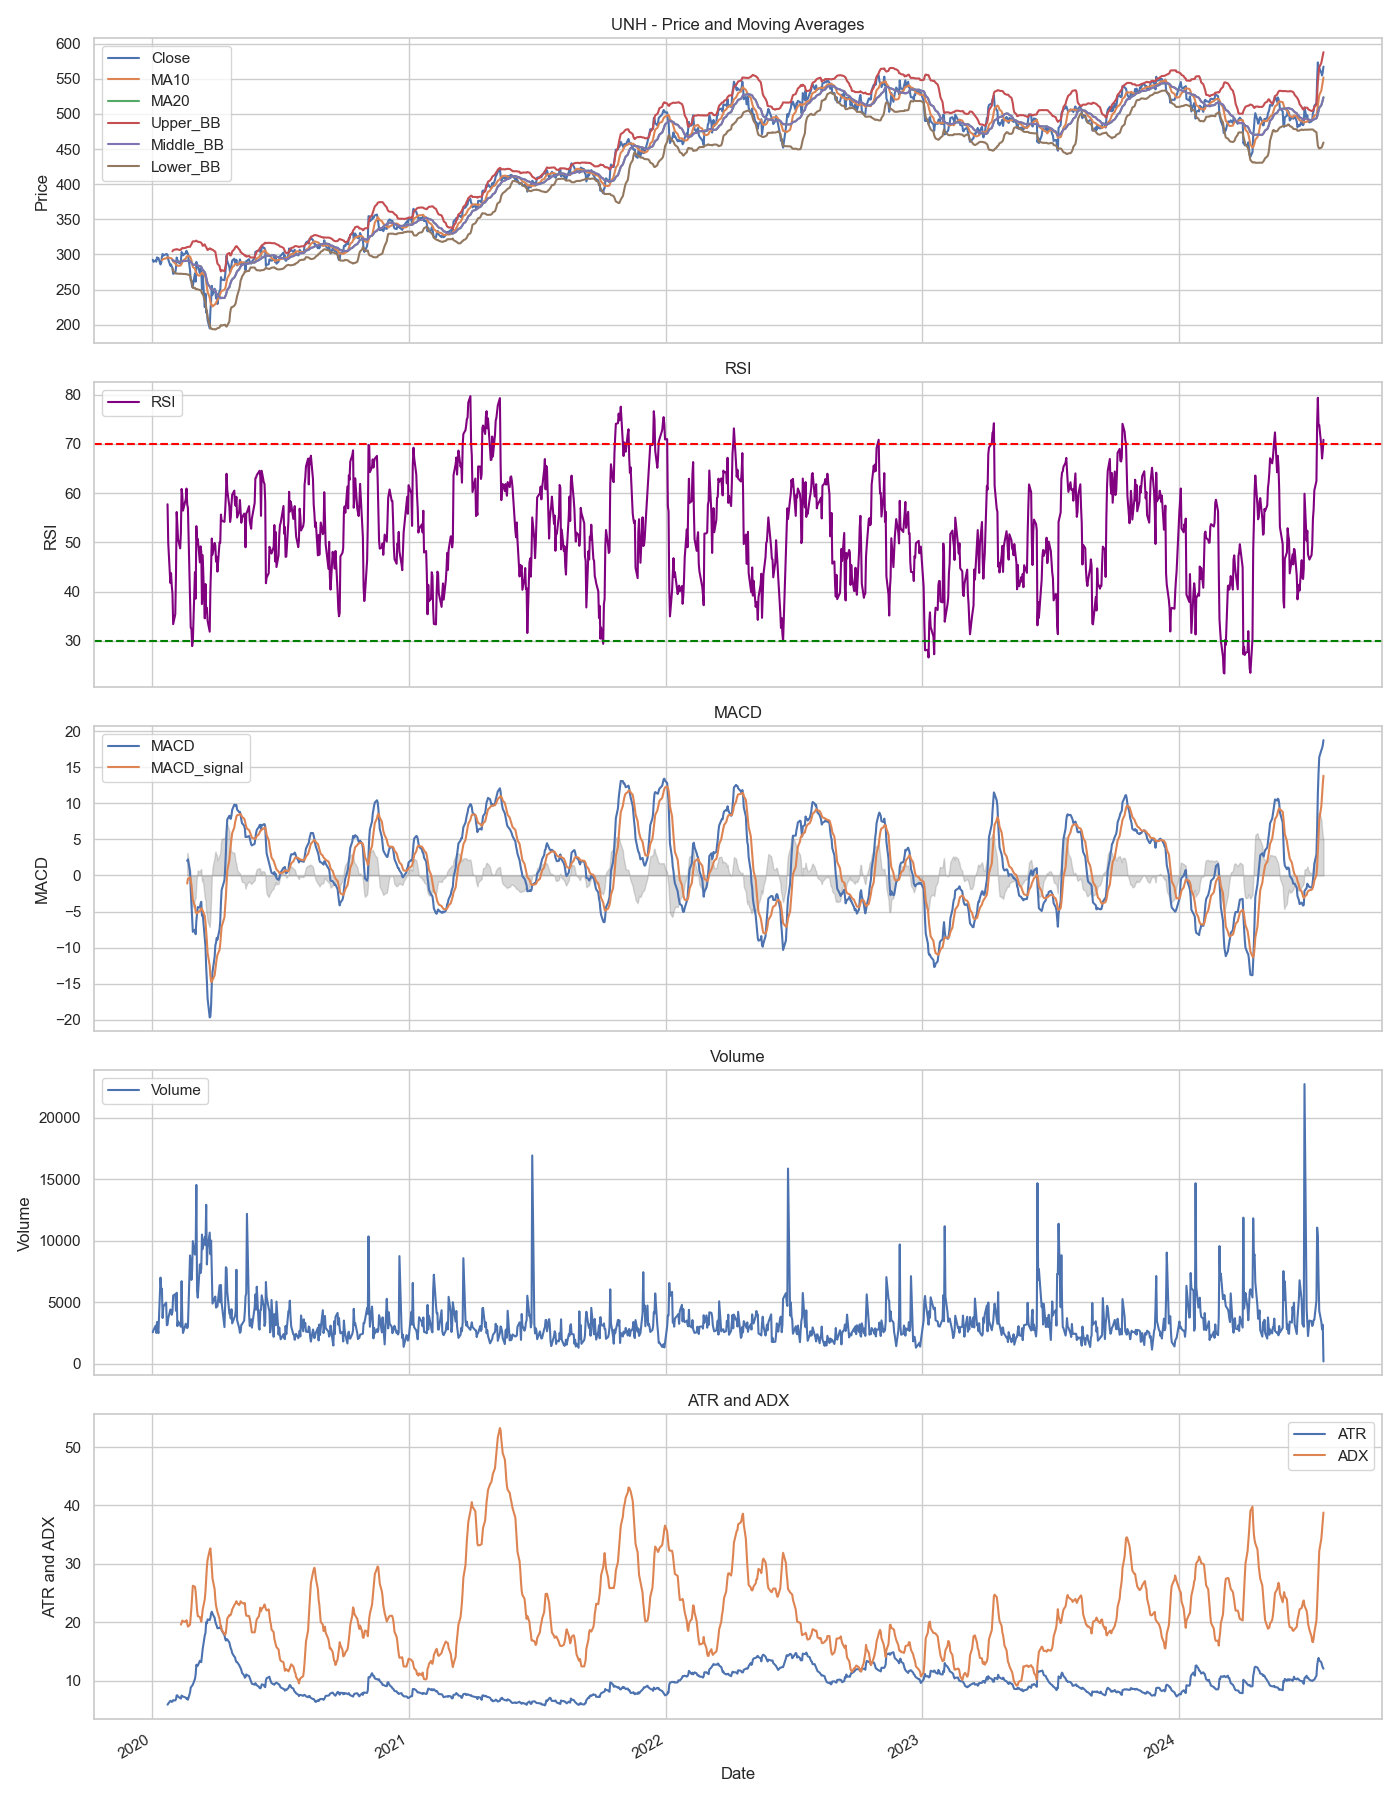 UNH - Price and Moving Averages
600
550
500
450
400
350
300
250
200
Price
Close
MA10
MA20
Upper_BB
Middle_BB
Lower_BB
RSI
80
70
60
50
40
30
RSI
RSI
MACD
20
15
10
5
0
−5
−10
−15
−20
MACD
MACD
MACD_signal
Volume
20000
15000
10000
5000
0
Volume
Volume
ATR and ADX
50
40
30
20
10
ATR and ADX
ATR
ADX
2020
2021
2022
2023
2024
Date